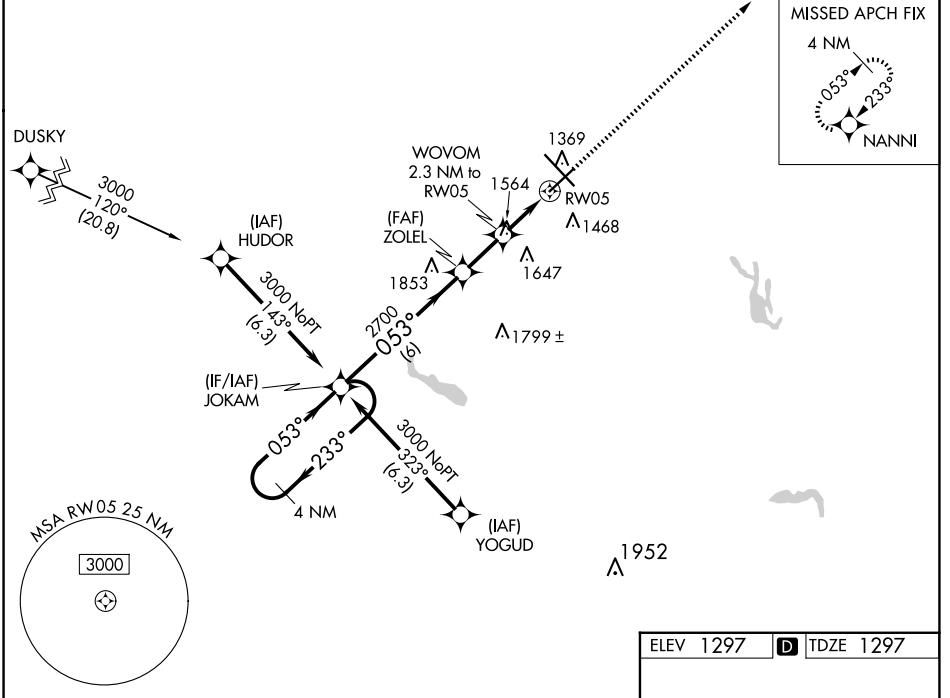 MISSED APCH FIX
4 NM
053°
233°
NANNI
DUSKY
3000
120°
(20.8)
(IAF)
HUDOR
3000 NoPT
143°
(6.3)
WOVOM
2.3 NM to
RW05
1564
1369
RW05
1468
(FAF)
ZOLEL
1853
1647
2700
053°
(6)
1799 ±
(IF/IAF)
JOKAM
053°
233°
4 NM
3000 NoPT
323°
(6.3)
(IAF)
YOGUD
1952
MSA RW05 25 NM
3000
ELEV 1297 D TDZE 1297